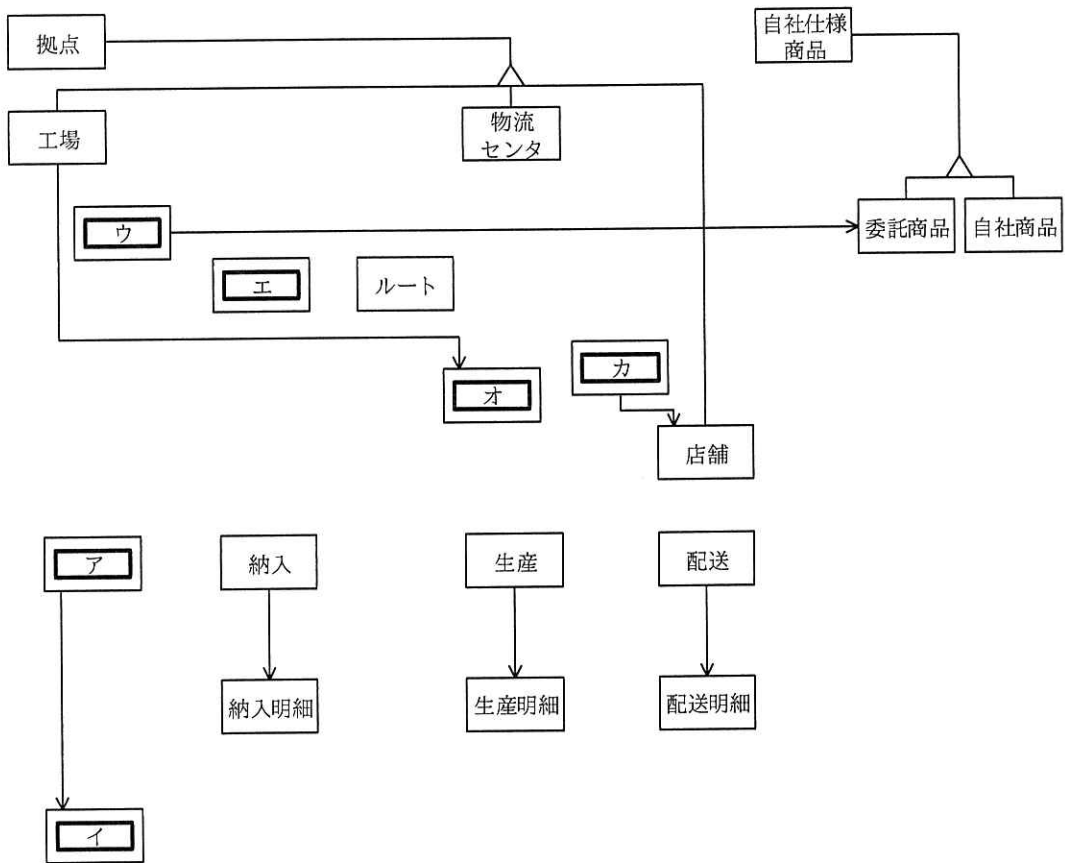 拠点
自社仕様
商品
工場
物流
センタ
ウ
委託商品
自社商品
エ
ルート
オ
カ
店舗
ア
納入
生産
配送
納入明細
生産明細
配送明細
イ